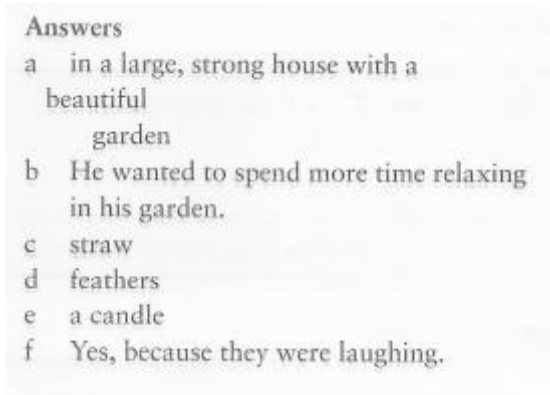 Answers
a in a large, strong house with a
beautiful
garden
b He wanted to spend more time relaxing
in his garden.
c straw
d feathers
e a candle
f Yes, because they were laughing.